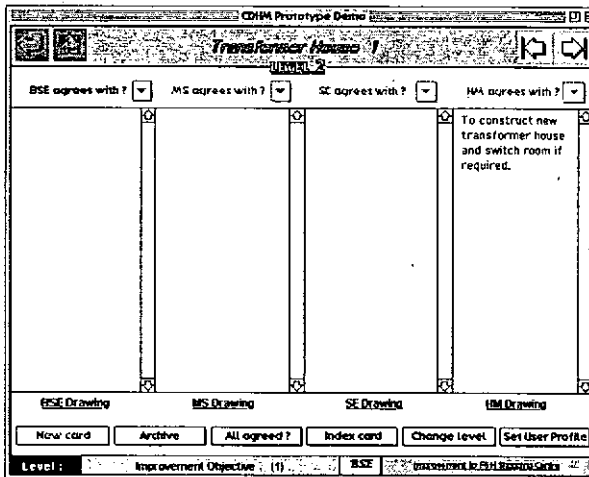 CDHM Prototype Demo
Transformer House 1
LEVEL 2
BSE agrees with ? MS agrees with ? SE agrees with ? HM agrees with ?
To construct new
transformer house
and switch room if
required.
BSE Drawing MS Drawing SE Drawing HM Drawing
New card Archive All agreed ? Index card Change level Set User Profile
Level : Improvement Objective (1) BSE Improvement to